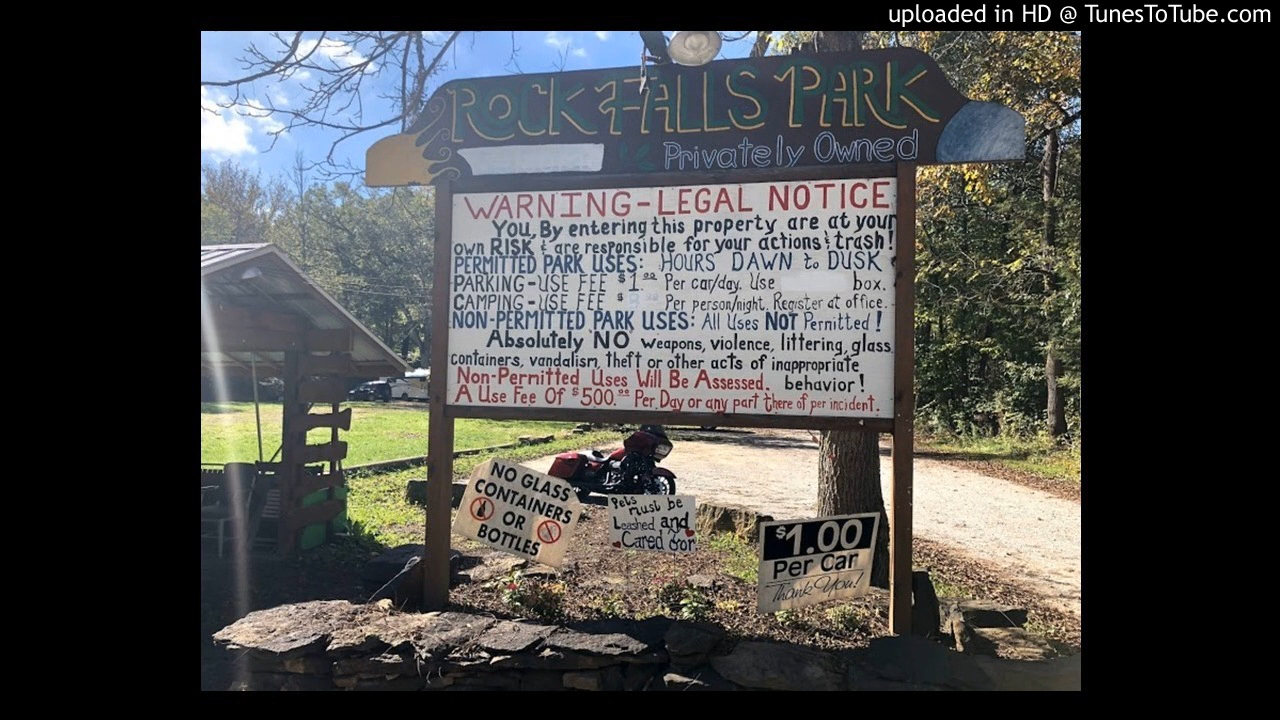 uploaded in HD @ TunesToTube.com
ROCK FALLS PARK
Privately Owned
WARNING-LEGAL NOTICE
You, By entering this property are at your
own RISK & are responsible for your actions & trash!
PERMITTED PARK USES: HOURS DAWN to DUSK
PARKING-USE FEE $1.00 Per car/day. Use box.
CAMPING-USE FEE $ Per person/night. Register at office.
NON-PERMITTED PARK USES: All Uses NOT Permitted!
Absolutely NO weapons, violence, littering, glass
containers, vandalism, theft or other acts of inappropriate
behavior!
Non-Permitted Uses Will Be Assessed.
A Use Fee Of $500.00 Per Day or any part there of per incident.
NO GLASS
CONTAINERS
OR
BOTTLES
Pets
must be
Leashed and
Cared for
$1.00
Per Car
Thank You!